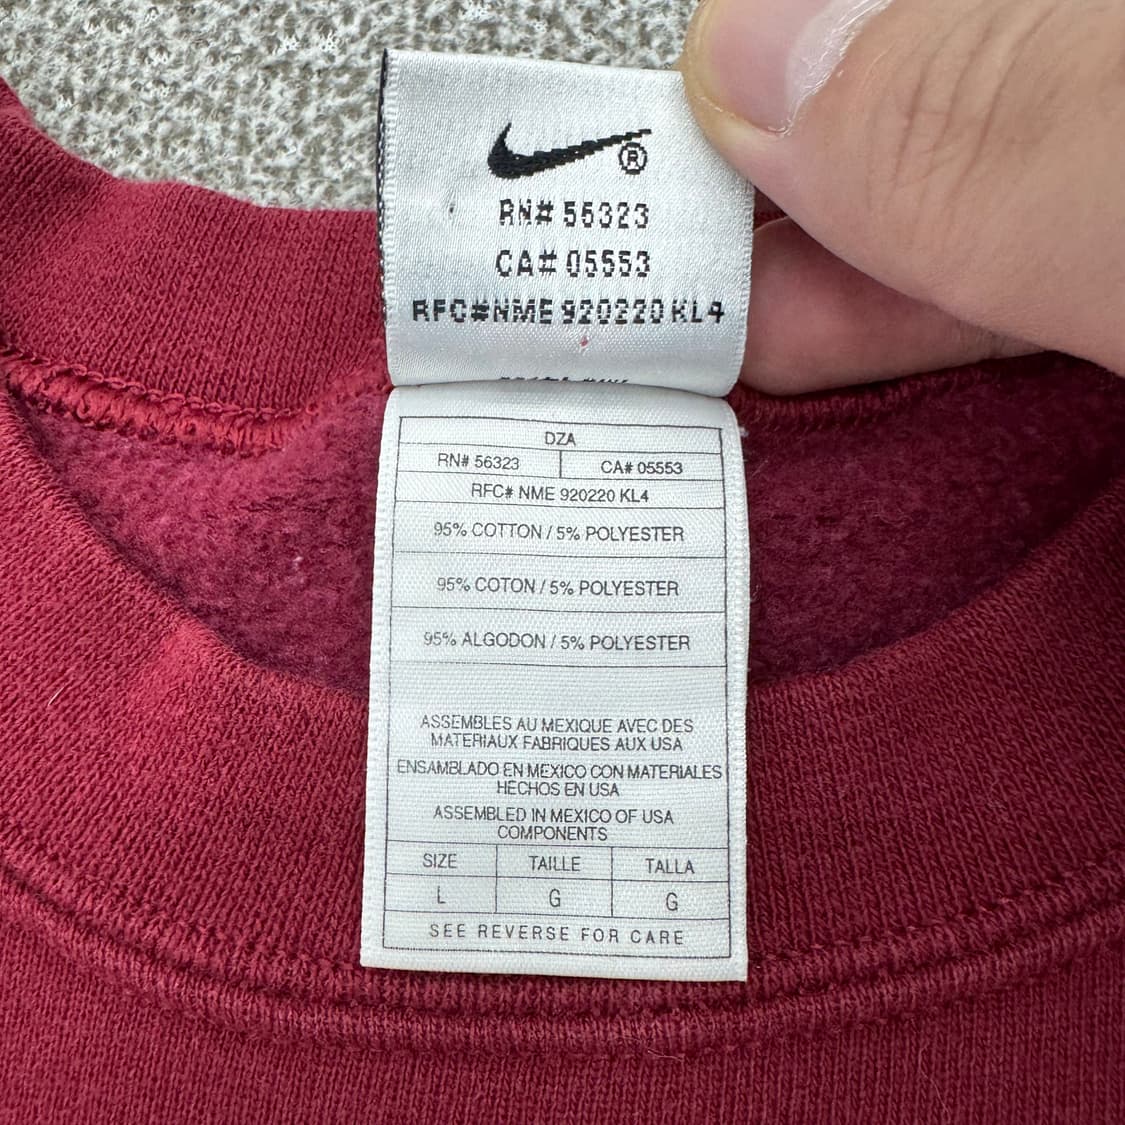 ®
RN# 56323
CA# 05553
RFC#NME 920220 KL4
DZA
RN# 56323 CA# 05553
RFC# NME 920220 KL4
95% COTTON / 5% POLYESTER
95% COTON / 5% POLYESTER
95% ALGODON / 5% POLYESTER
ASSEMBLES AU MEXIQUE AVEC DES
MATERIAUX FABRIQUES AUX USA
ENSAMBLADO EN MEXICO CON MATERIALES
HECHOS EN USA
ASSEMBLED IN MEXICO OF USA
COMPONENTS
SIZE TAILLE TALLA
L G G
SEE REVERSE FOR CARE